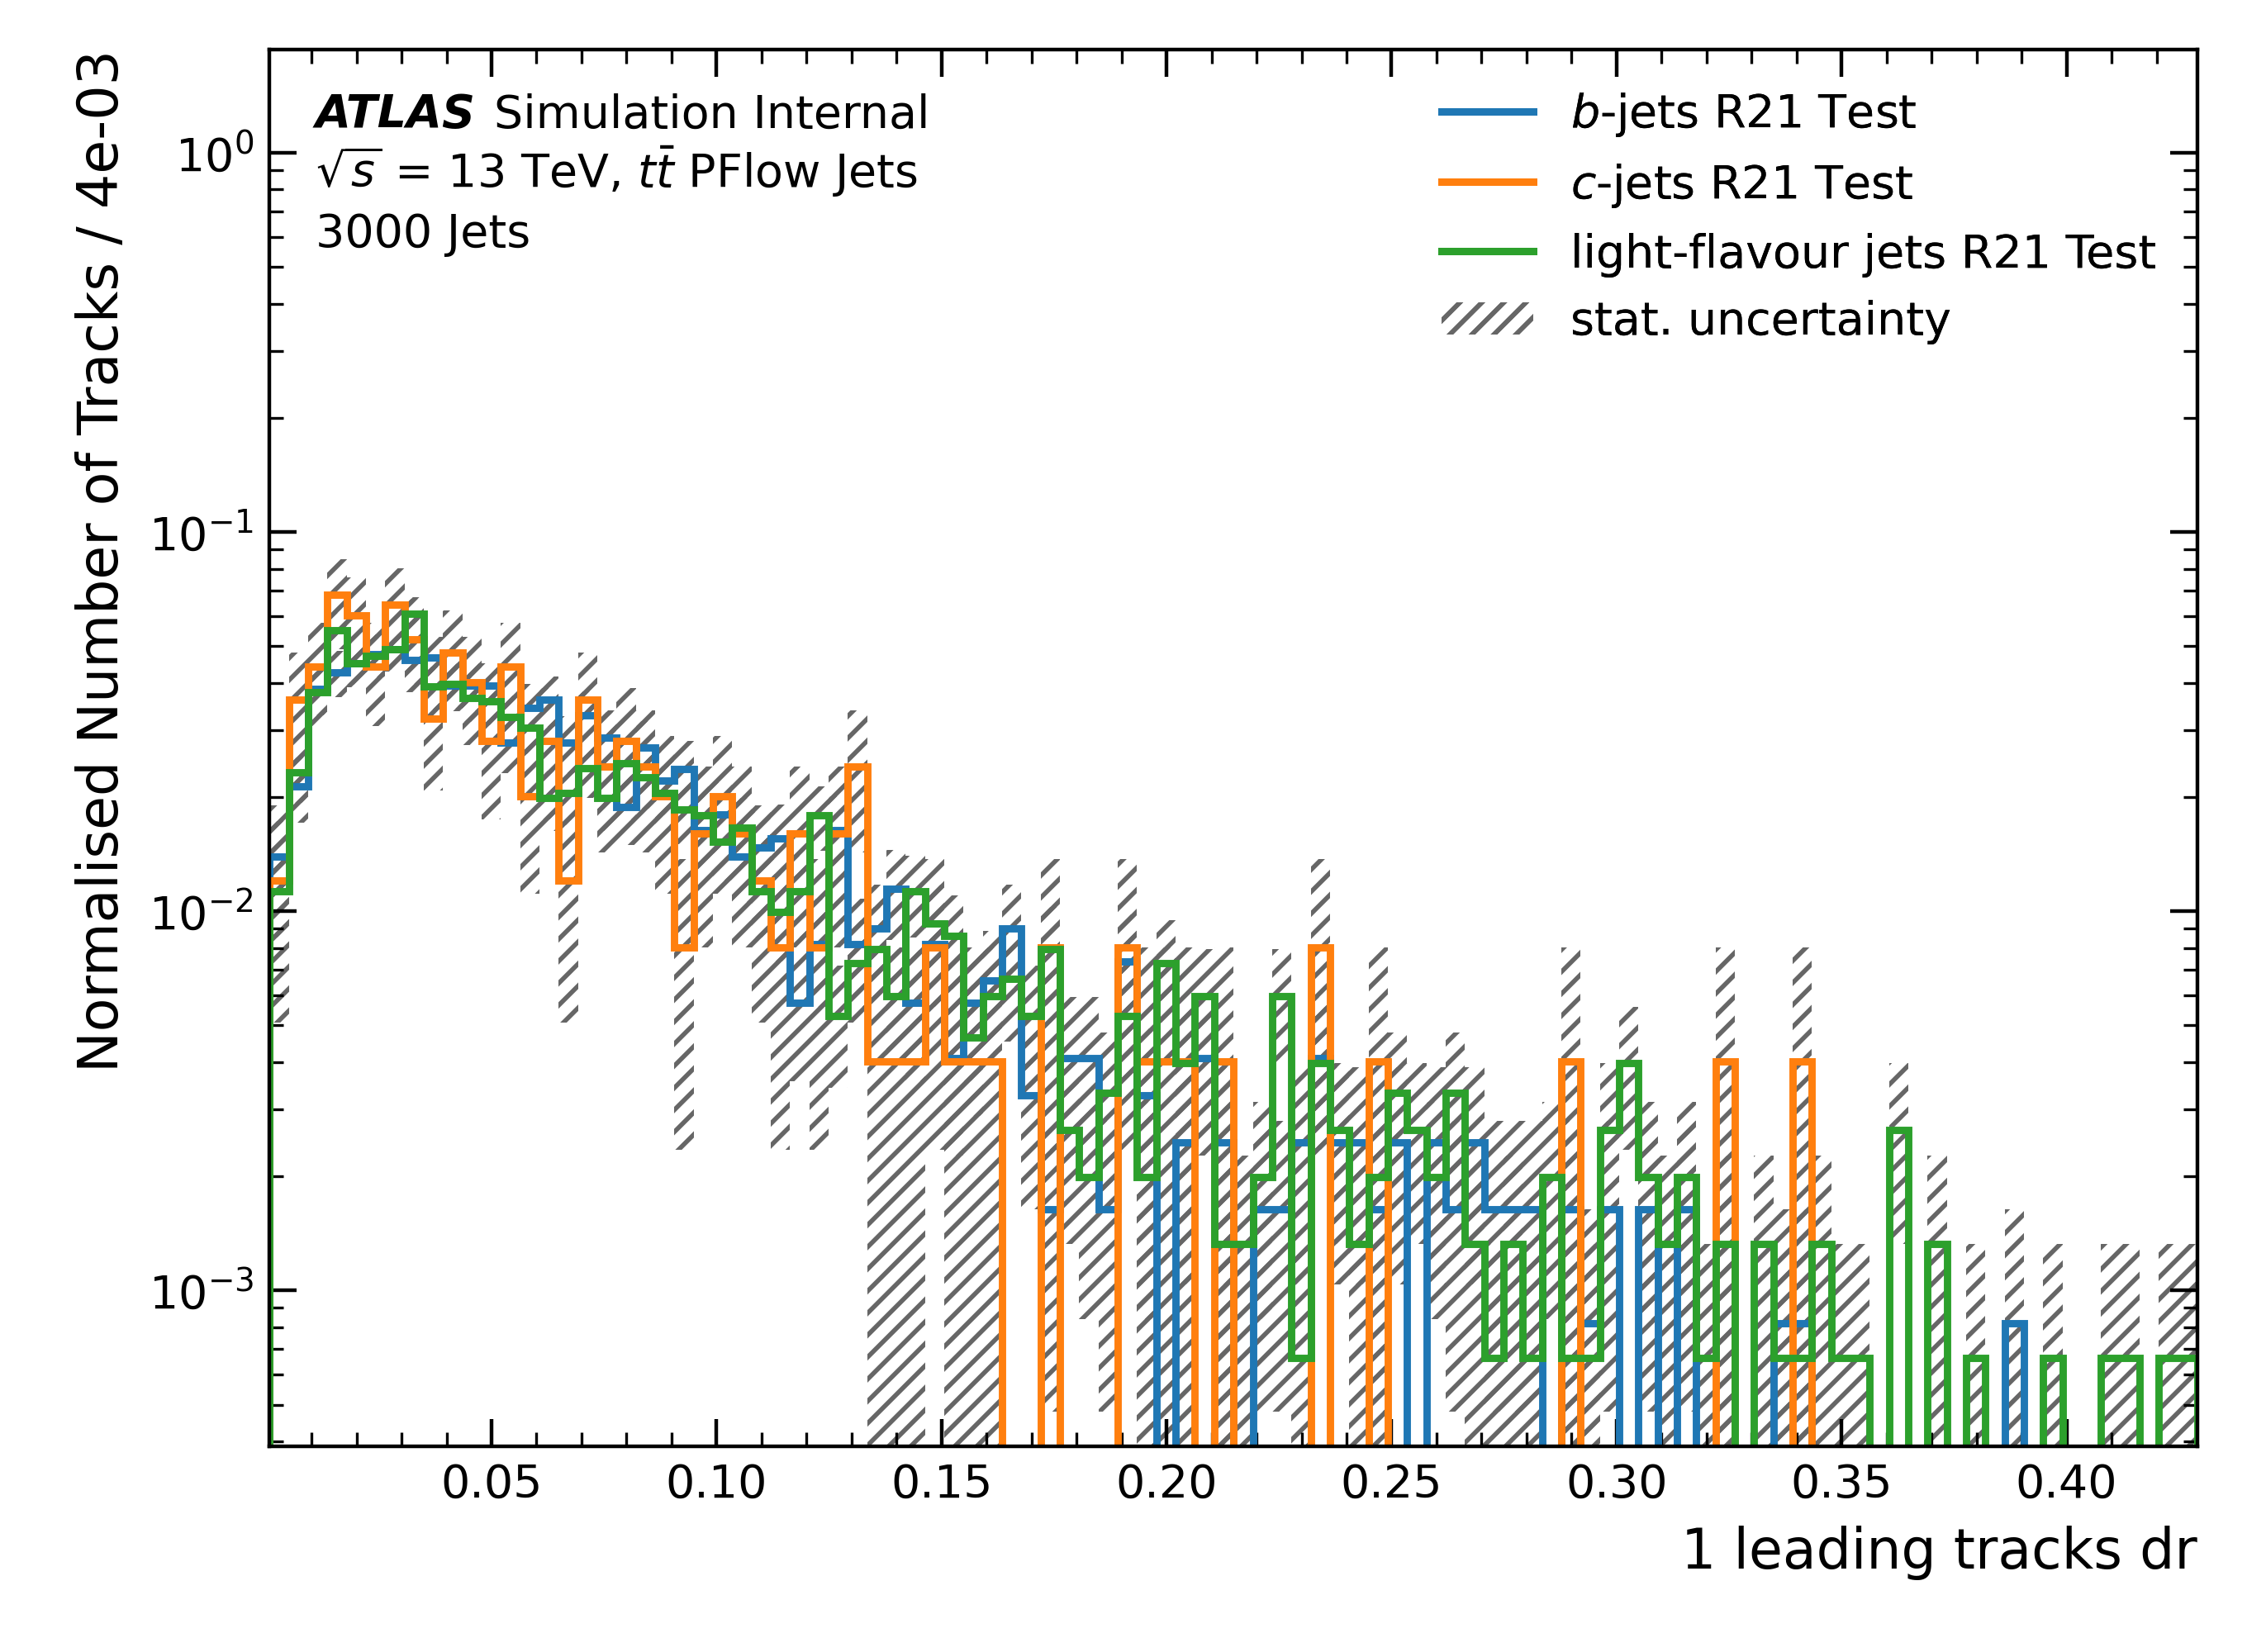 Normalised Number of Tracks / 4e-03
ATLAS Simulation Internal
√s = 13 TeV, tt̄ PFlow Jets
3000 Jets
b-jets R21 Test
c-jets R21 Test
light-flavour jets R21 Test
stat. uncertainty
10⁰
10⁻¹
10⁻²
10⁻³
0.05 0.10 0.15 0.20 0.25 0.30 0.35 0.40
1 leading tracks dr